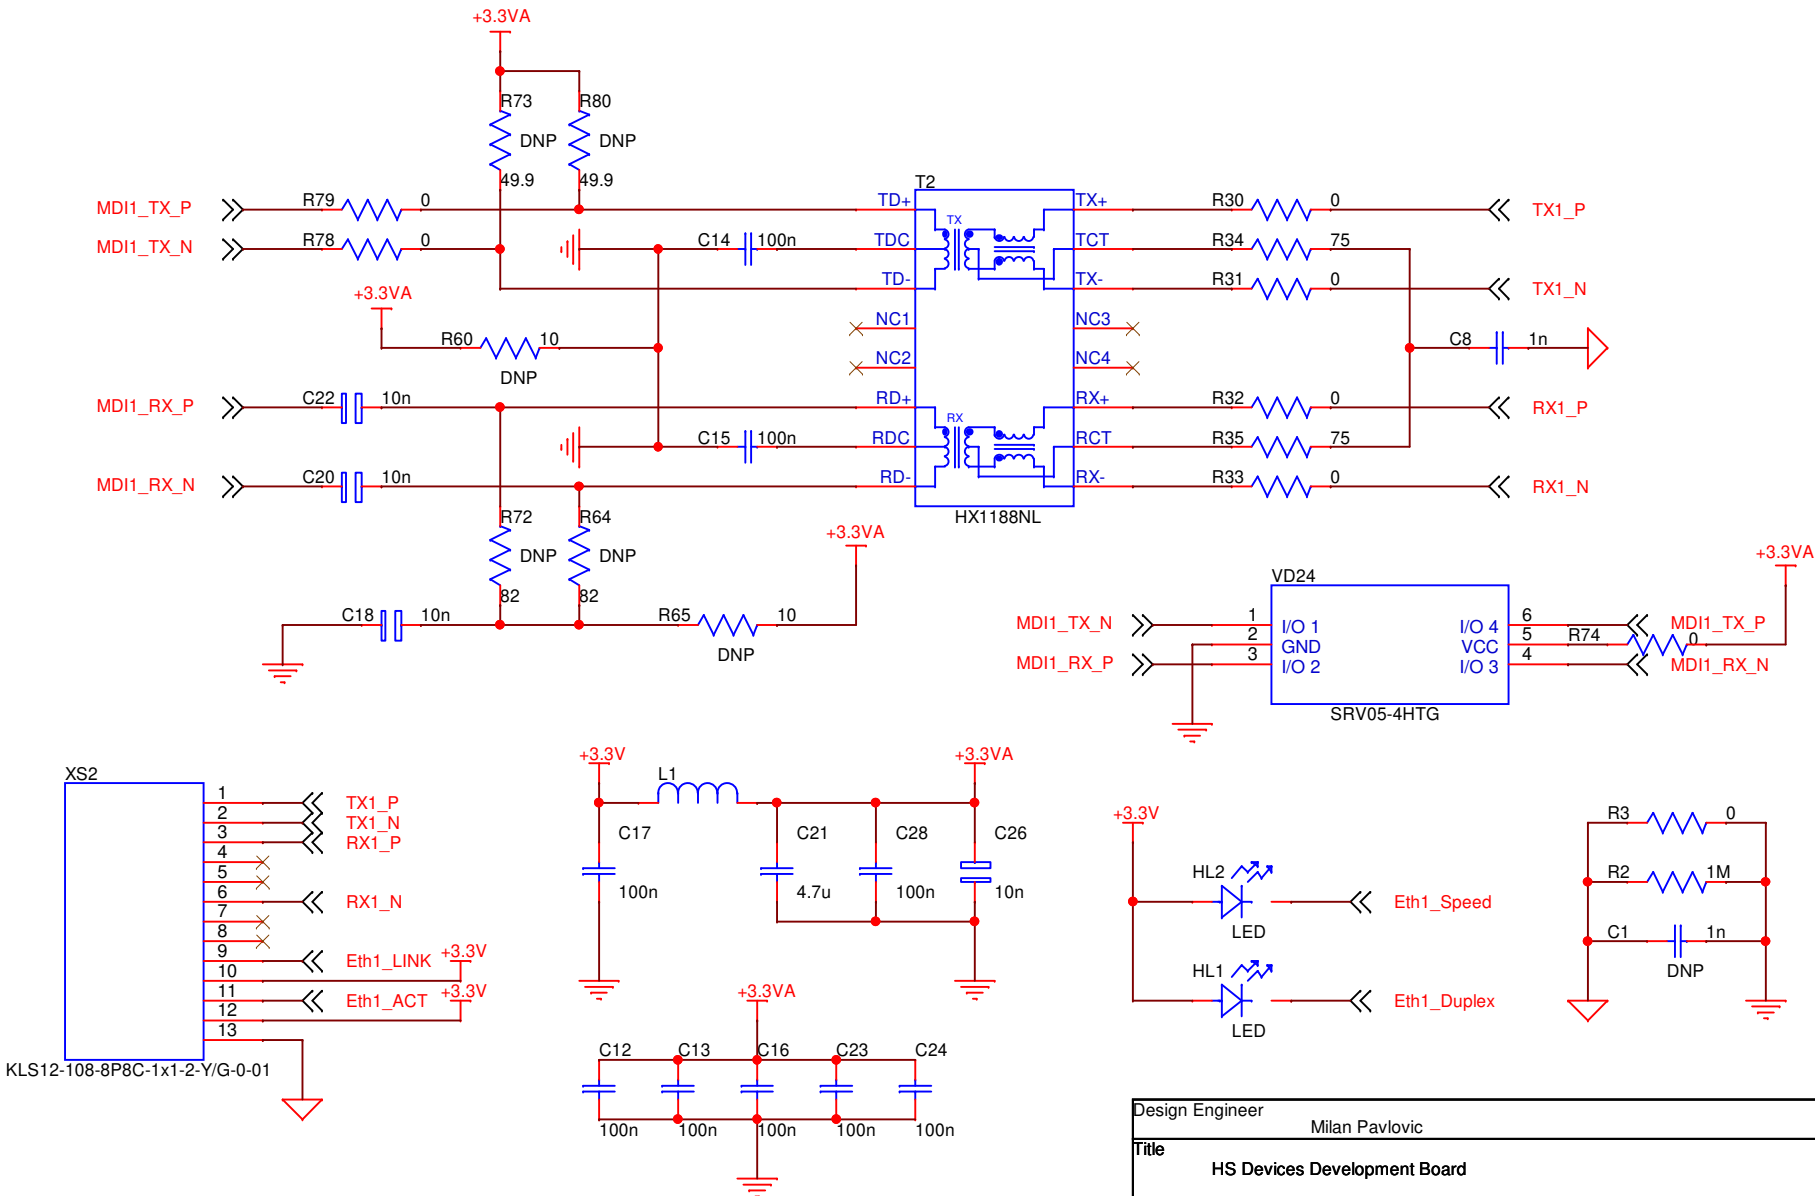 +3.3VA
R73
DNP
49.9
R80
DNP
49.9
MDI1_TX_P
R79
0
MDI1_TX_N
R78
0
+3.3VA
R60
10
DNP
C14
100n
MDI1_RX_P
C22
10n
C15
100n
MDI1_RX_N
C20
10n
R72
DNP
82
R64
DNP
82
C18
10n
R65
10
DNP
+3.3VA
T2
TD+
TDC
TD-
NC1
NC2
RD+
RDC
RD-
TX
RX
TX+
TCT
TX-
NC3
NC4
RX+
RCT
RX-
HX1188NL
R30
0
TX1_P
R34
75
R31
0
TX1_N
C8
1n
R32
0
RX1_P
R35
75
R33
0
RX1_N
+3.3VA
VD24
MDI1_TX_N
1
I/O 1
2
GND
MDI1_RX_P
3
I/O 2
I/O 4
6
MDI1_TX_P
VCC
5
R74
0
I/O 3
4
MDI1_RX_N
SRV05-4HTG
XS2
1
TX1_P
2
TX1_N
3
RX1_P
4
5
6
RX1_N
7
8
9
Eth1_LINK
+3.3V
10
11
Eth1_ACT
+3.3V
12
13
KLS12-108-8P8C-1x1-2-Y/G-0-01
+3.3V
L1
+3.3VA
C17
100n
C21
4.7u
C28
100n
C26
10n
+3.3VA
C12
C13
C16
C23
C24
100n
100n
100n
100n
100n
+3.3V
HL2
LED
Eth1_Speed
HL1
LED
Eth1_Duplex
R3
0
R2
1M
C1
1n
DNP
Design Engineer
Milan Pavlovic
Title
HS Devices Development Board